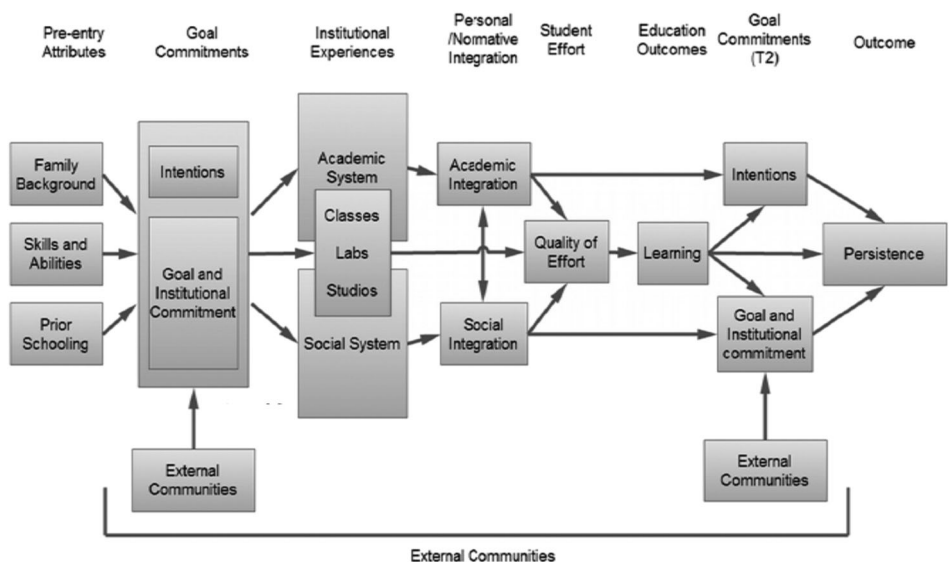 Pre-entry
Attributes
Goal
Commitments
Institutional
Experiences
Personal
/Normative
Integration
Student
Effort
Education
Outcomes
Goal
Commitments
(T2)
Outcome
Family
Background
Skills and
Abilities
Prior
Schooling
Intentions
Goal and
Institutional
Commitment
Academic
System
Classes
Labs
Studios
Social System
Academic
Integration
Social
Integration
Quality of
Effort
Learning
Intentions
Goal and
Institutional
commitment
Persistence
External
Communities
External
Communities
External Communities